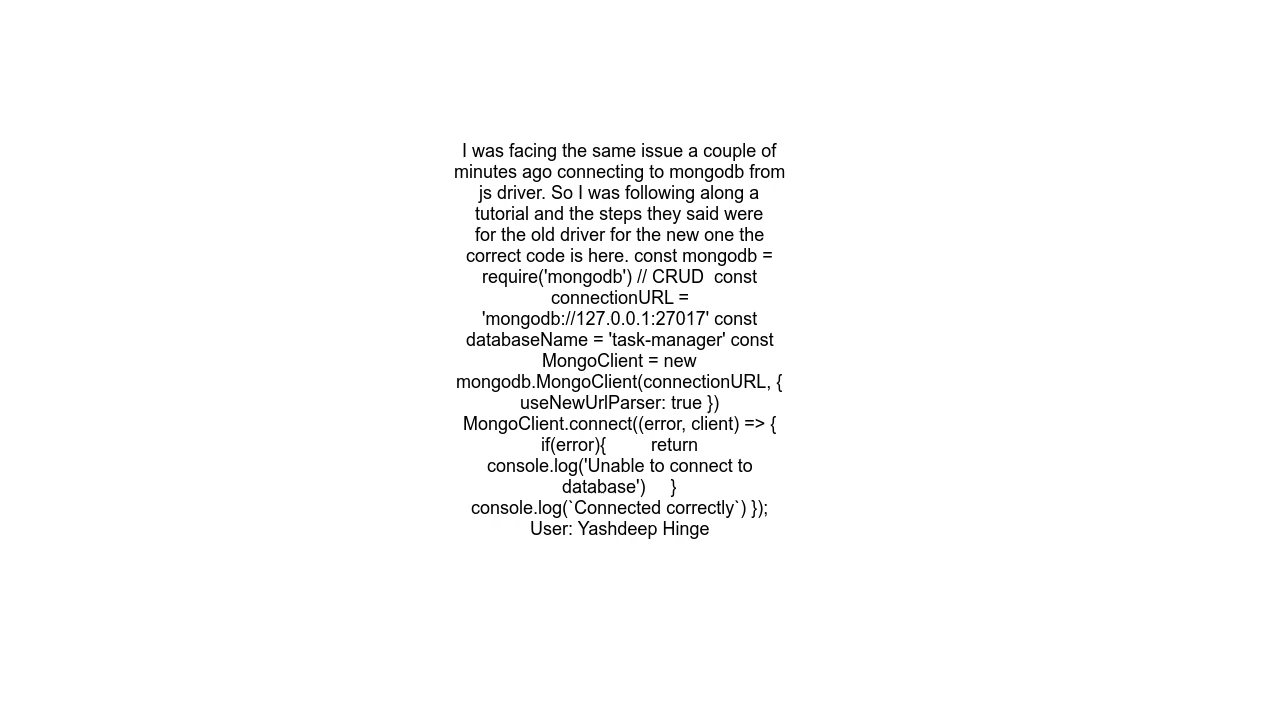 I was facing the same issue a couple of
minutes ago connecting to mongodb from
js driver. So I was following along a
tutorial and the steps they said were
for the old driver for the new one the
correct code is here. const mongodb =
require('mongodb') // CRUD  const
connectionURL =
'mongodb://127.0.0.1:27017' const
databaseName = 'task-manager' const
MongoClient = new
mongodb.MongoClient(connectionURL, {
useNewUrlParser: true })
MongoClient.connect((error, client) => {
if(error){         return
console.log('Unable to connect to
database')     }
console.log(`Connected correctly`) });
User: Yashdeep Hinge